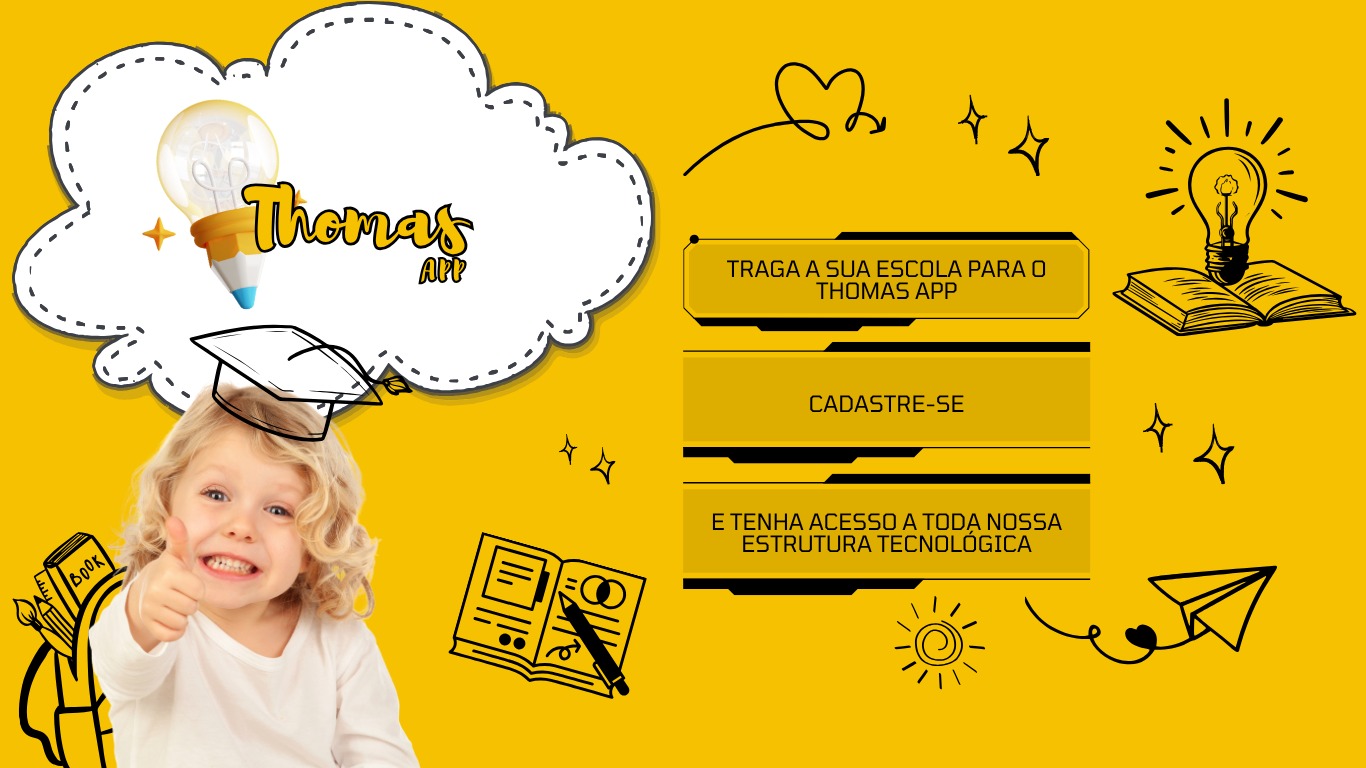 Thomas
APP
TRAGA A SUA ESCOLA PARA O
THOMAS APP
CADASTRE-SE
E TENHA ACESSO A TODA NOSSA
ESTRUTURA TECNOLÓGICA
BOOK